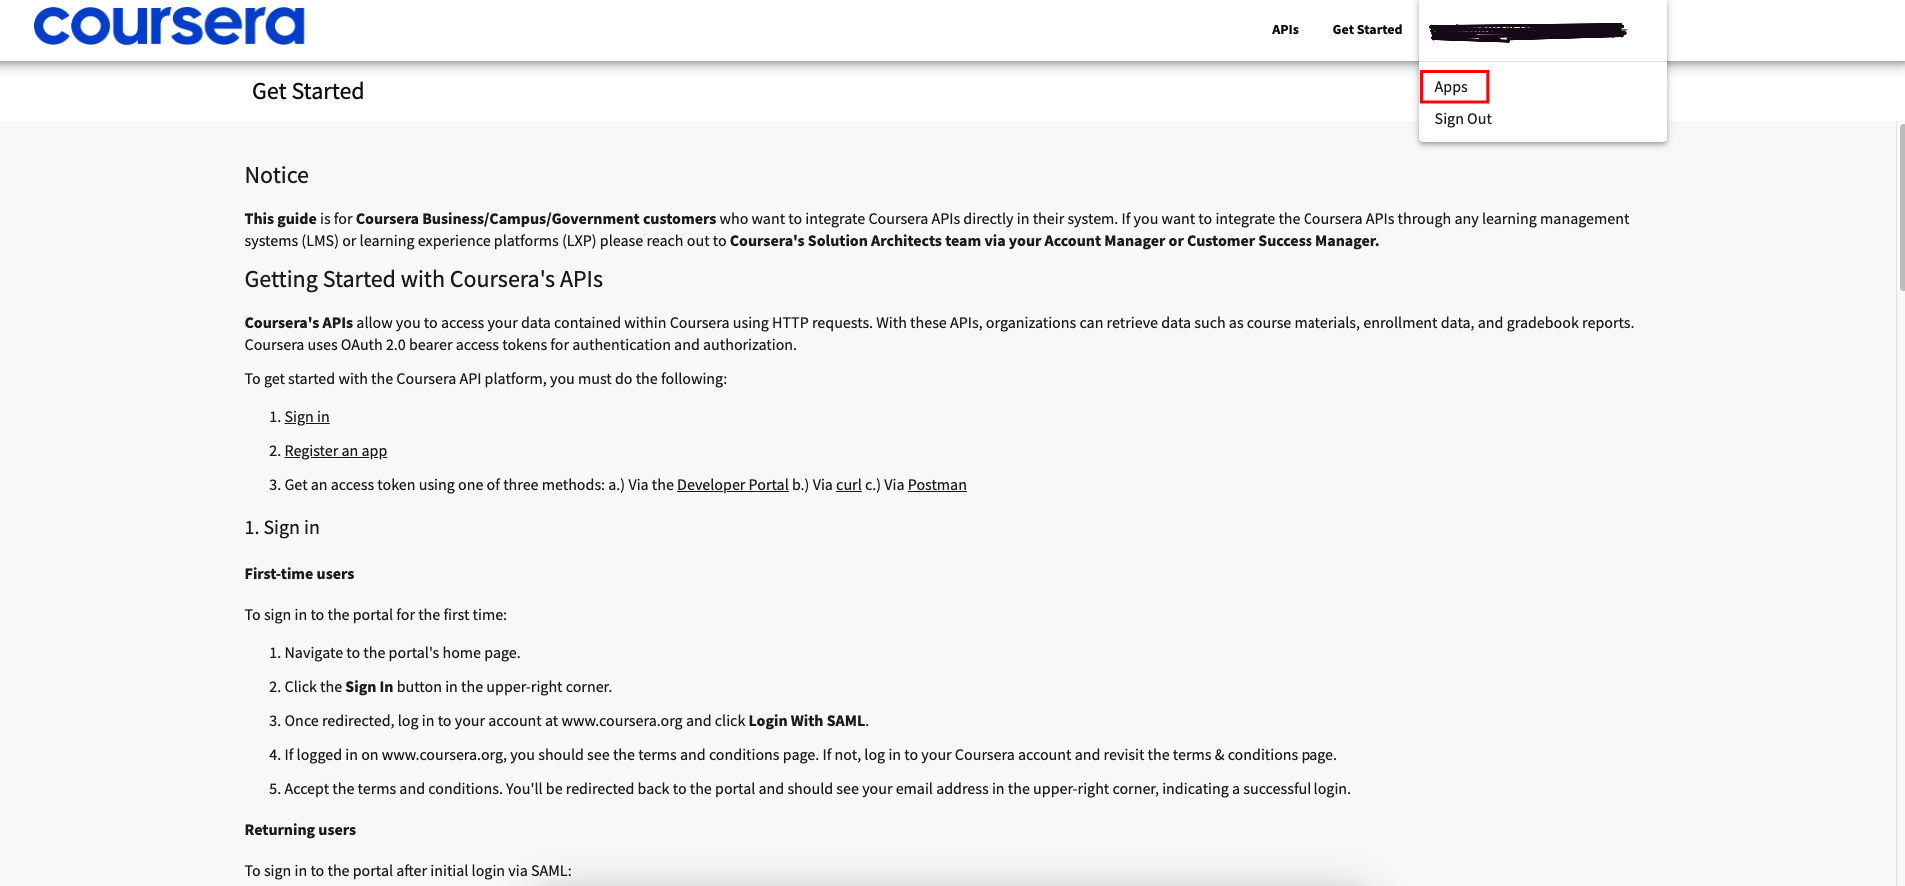 coursera
APIs
Get Started
Apps
Sign Out
Get Started
Notice
This guide is for Coursera Business/Campus/Government customers who want to integrate Coursera APIs directly in their system. If you want to integrate the Coursera APIs through any learning management
systems (LMS) or learning experience platforms (LXP) please reach out to Coursera's Solution Architects team via your Account Manager or Customer Success Manager.
Getting Started with Coursera's APIs
Coursera's APIs allow you to access your data contained within Coursera using HTTP requests. With these APIs, organizations can retrieve data such as course materials, enrollment data, and gradebook reports.
Coursera uses OAuth 2.0 bearer access tokens for authentication and authorization.
To get started with the Coursera API platform, you must do the following:
1. Sign in
2. Register an app
3. Get an access token using one of three methods: a.) Via the Developer Portal b.) Via curl c.) Via Postman
1. Sign in
First-time users
To sign in to the portal for the first time:
1. Navigate to the portal's home page.
2. Click the Sign In button in the upper-right corner.
3. Once redirected, log in to your account at www.coursera.org and click Login With SAML.
4. If logged in on www.coursera.org, you should see the terms and conditions page. If not, log in to your Coursera account and revisit the terms & conditions page.
5. Accept the terms and conditions. You'll be redirected back to the portal and should see your email address in the upper-right corner, indicating a successful login.
Returning users
To sign in to the portal after initial login via SAML: